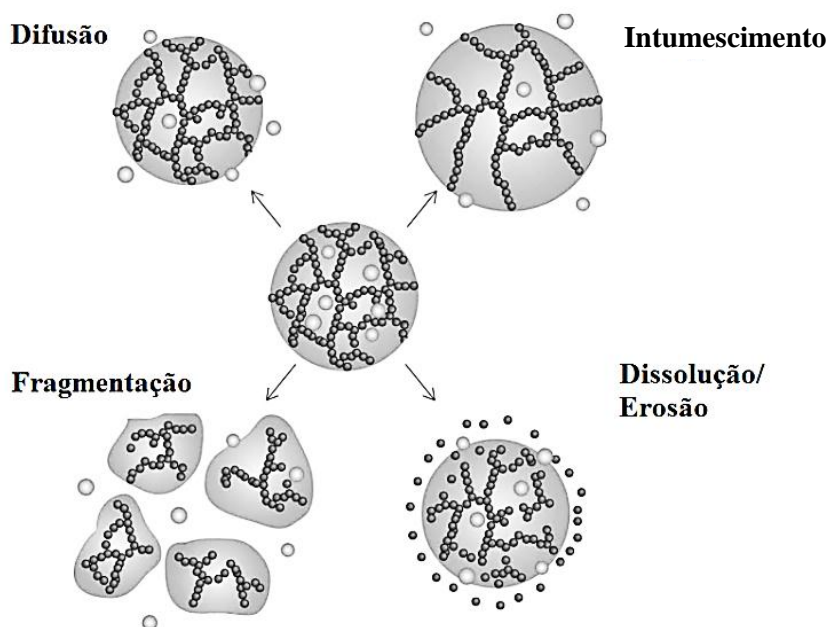 Difusão
Intumescimento
Fragmentação
Dissolução/
Erosão